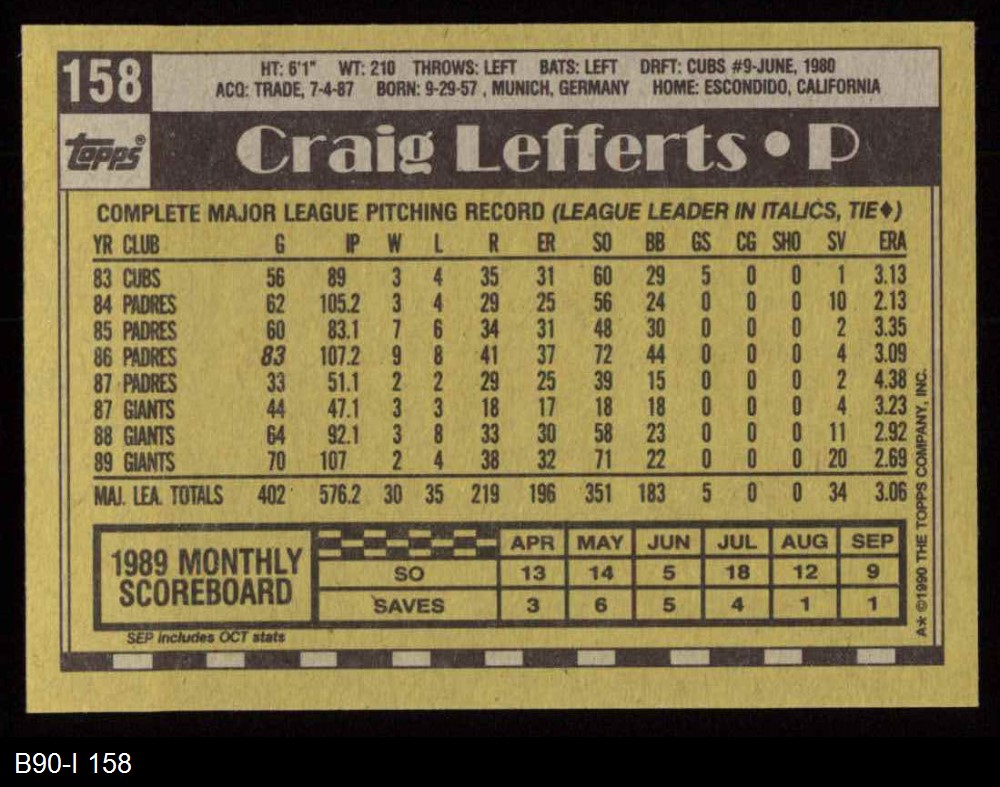 158
HT: 6'1" WT: 210 THROWS: LEFT BATS: LEFT DRFT: CUBS #9-JUNE, 1980
ACQ: TRADE, 7-4-87 BORN: 9-29-57 , MUNICH, GERMANY HOME: ESCONDIDO, CALIFORNIA
topps®
Craig Lefferts • P
COMPLETE MAJOR LEAGUE PITCHING RECORD (LEAGUE LEADER IN ITALICS, TIE♦)
YR CLUB G IP W L R ER SO BB GS CG SHO SV ERA
83 CUBS 56 89 3 4 35 31 60 29 5 0 0 1 3.13
84 PADRES 62 105.2 3 4 29 25 56 24 0 0 0 10 2.13
85 PADRES 60 83.1 7 6 34 31 48 30 0 0 0 2 3.35
86 PADRES 83 107.2 9 8 41 37 72 44 0 0 0 4 3.09
87 PADRES 33 51.1 2 2 29 25 39 15 0 0 0 2 4.38
87 GIANTS 44 47.1 3 3 18 17 18 18 0 0 0 4 3.23
88 GIANTS 64 92.1 3 8 33 30 58 23 0 0 0 11 2.92
89 GIANTS 70 107 2 4 38 32 71 22 0 0 0 20 2.69
MAJ. LEA. TOTALS 402 576.2 30 35 219 196 351 183 5 0 0 34 3.06
1989 MONTHLY
SCOREBOARD
APR MAY JUN JUL AUG SEP
SO 13 14 5 18 12 9
SAVES 3 6 5 4 1 1
SEP includes OCT stats
A★ ©1990 THE TOPPS COMPANY, INC.
B90-I 158